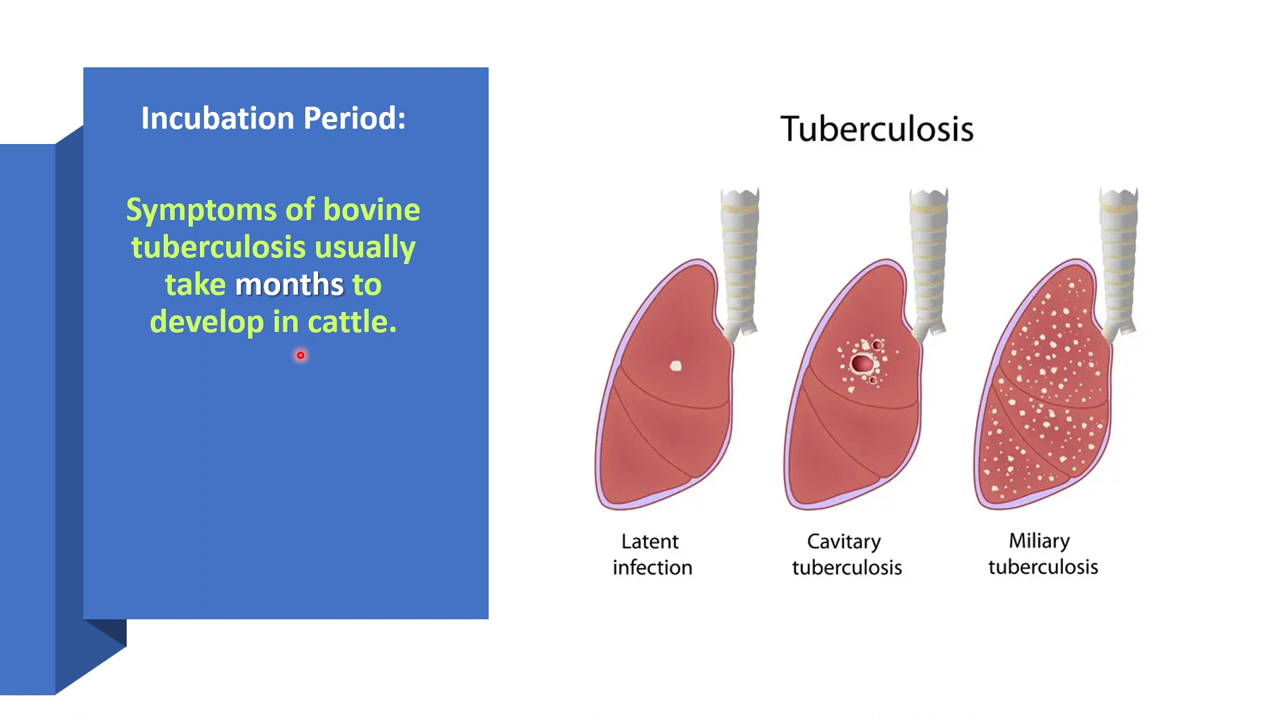 Incubation Period:
Symptoms of bovine
tuberculosis usually
take months to
develop in cattle.
Tuberculosis
Latent
infection
Cavitary
tuberculosis
Miliary
tuberculosis